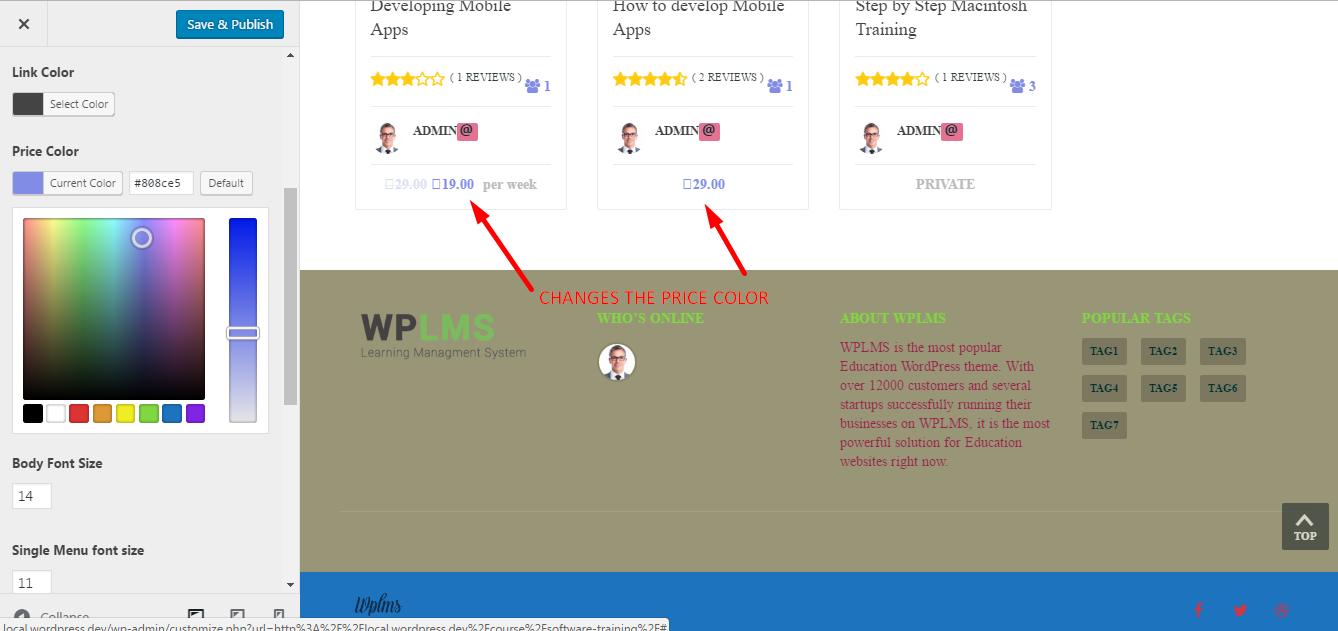 Save & Publish
Link Color
Select Color
Price Color
Current Color
#808ce5
Default
Body Font Size
14
Single Menu font size
11
Collapse
local.wordpress.dev/wp-admin/customize.php?url=http%3A%2F%2Flocal.wordpress.dev%2Fcourse%2Fsoftware-training%2F#
Developing Mobile
Apps
( 1 REVIEWS )
1
ADMIN@
29.00 19.00 per week
How to develop Mobile
Apps
( 2 REVIEWS )
1
ADMIN@
29.00
Step by Step Macintosh
Training
( 1 REVIEWS )
3
ADMIN@
PRIVATE
CHANGES THE PRICE COLOR
WPLMS
Learning Managment System
WHO'S ONLINE
ABOUT WPLMS
WPLMS is the most popular
Education WordPress theme. With
over 12000 customers and several
startups successfully running their
businesses on WPLMS, it is the most
powerful solution for Education
websites right now.
POPULAR TAGS
TAG1 TAG2 TAG3
TAG4 TAG5 TAG6
TAG7
TOP
Wplms